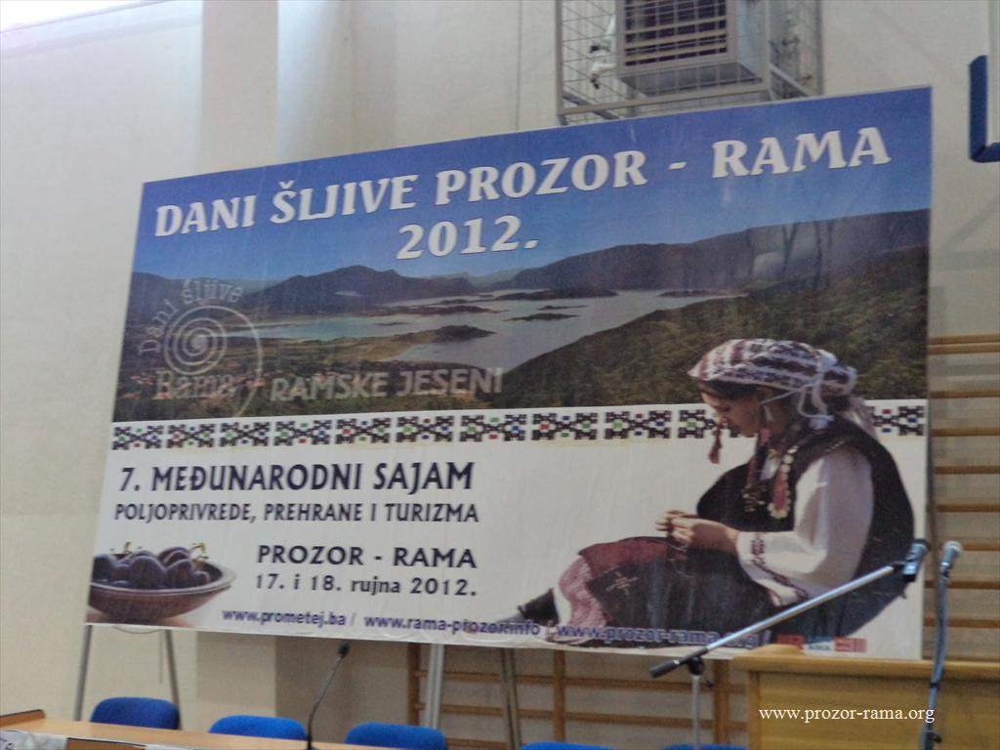 DANI ŠLJIVE PROZOR - RAMA
2012.
Dani šljive
Rama
RAMSKE JESENI
7. MEĐUNARODNI SAJAM
POLJOPRIVREDE, PREHRANE I TURIZMA
PROZOR - RAMA
17. i 18. rujna 2012.
www.prometej.ba / www.rama-prozor.info / www.prozor-rama.org
www.prozor-rama.org